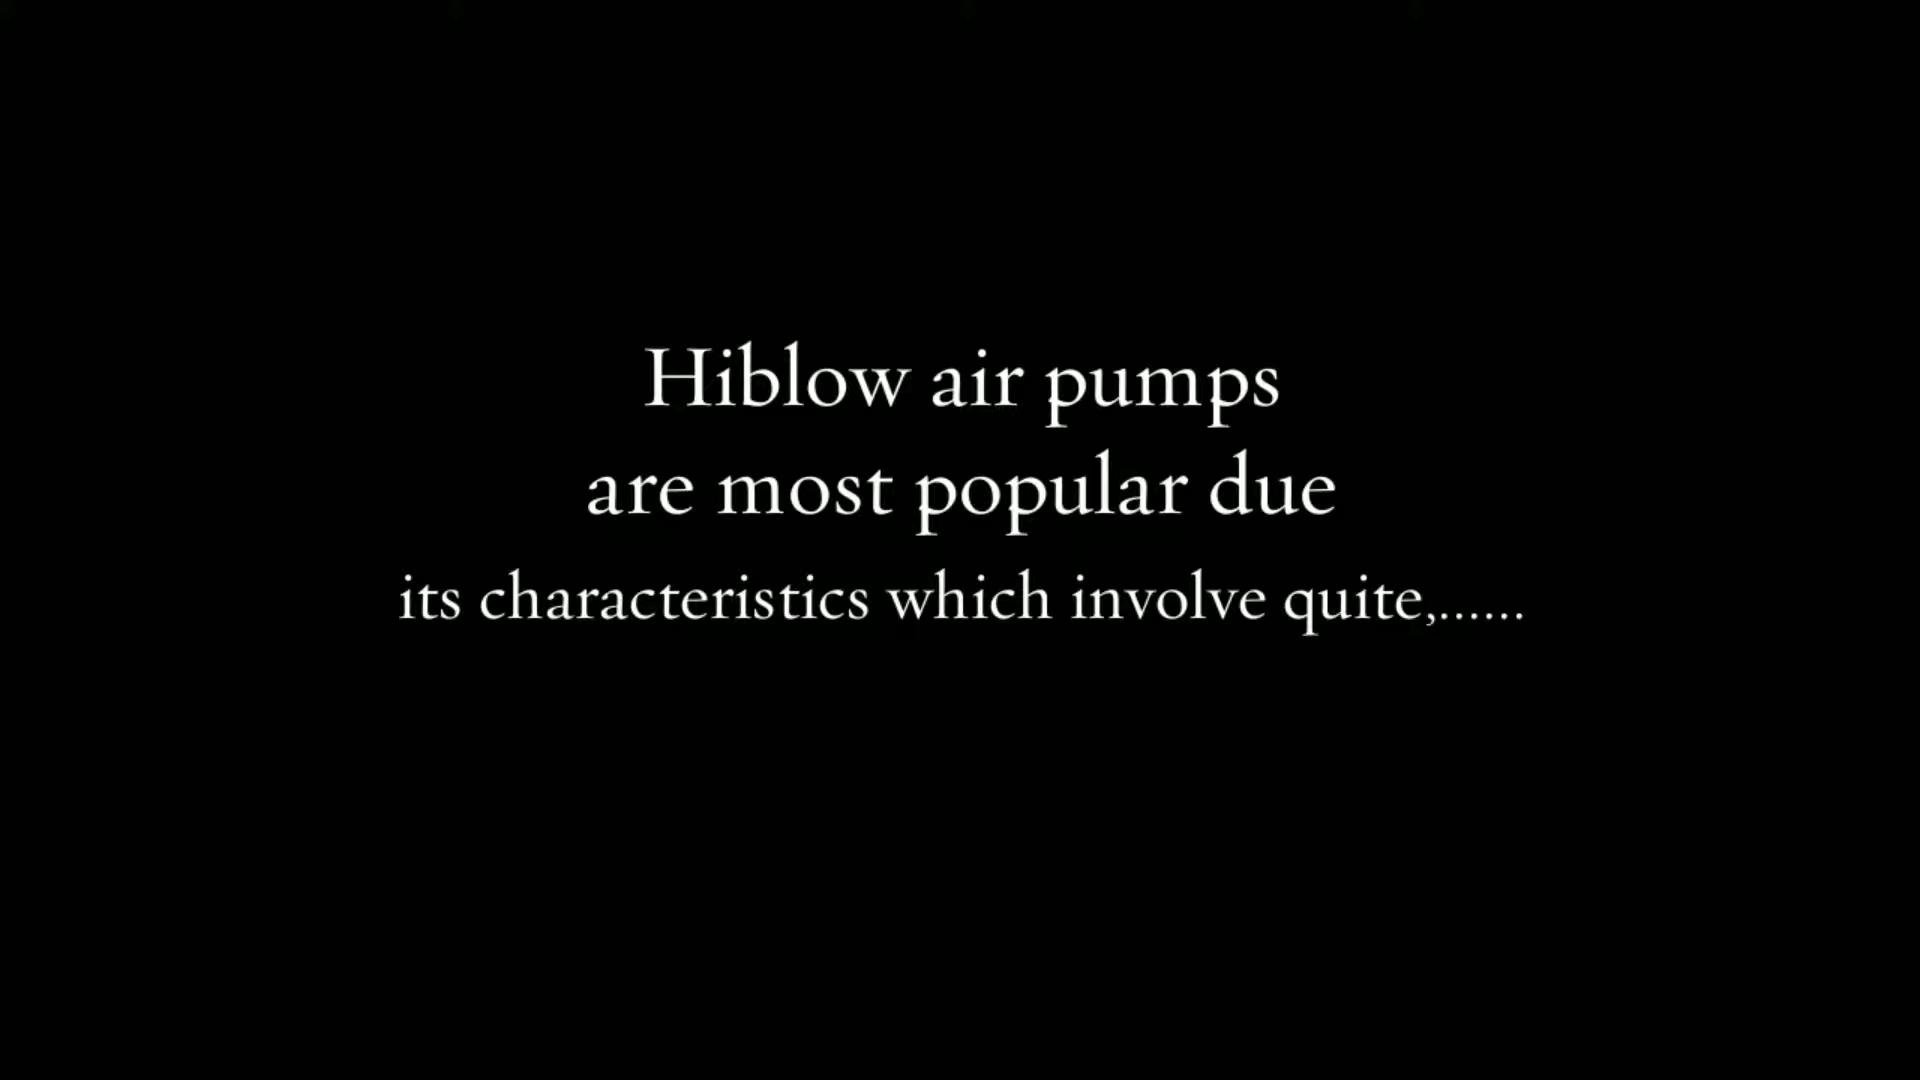 Hiblow air pumps
are most popular due
its characteristics which involve quite,......